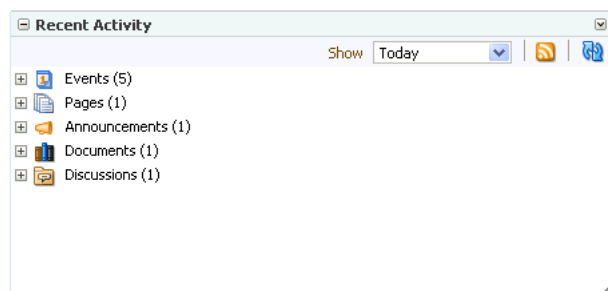 Recent Activity
Show Today
Events (5)
Pages (1)
Announcements (1)
Documents (1)
Discussions (1)